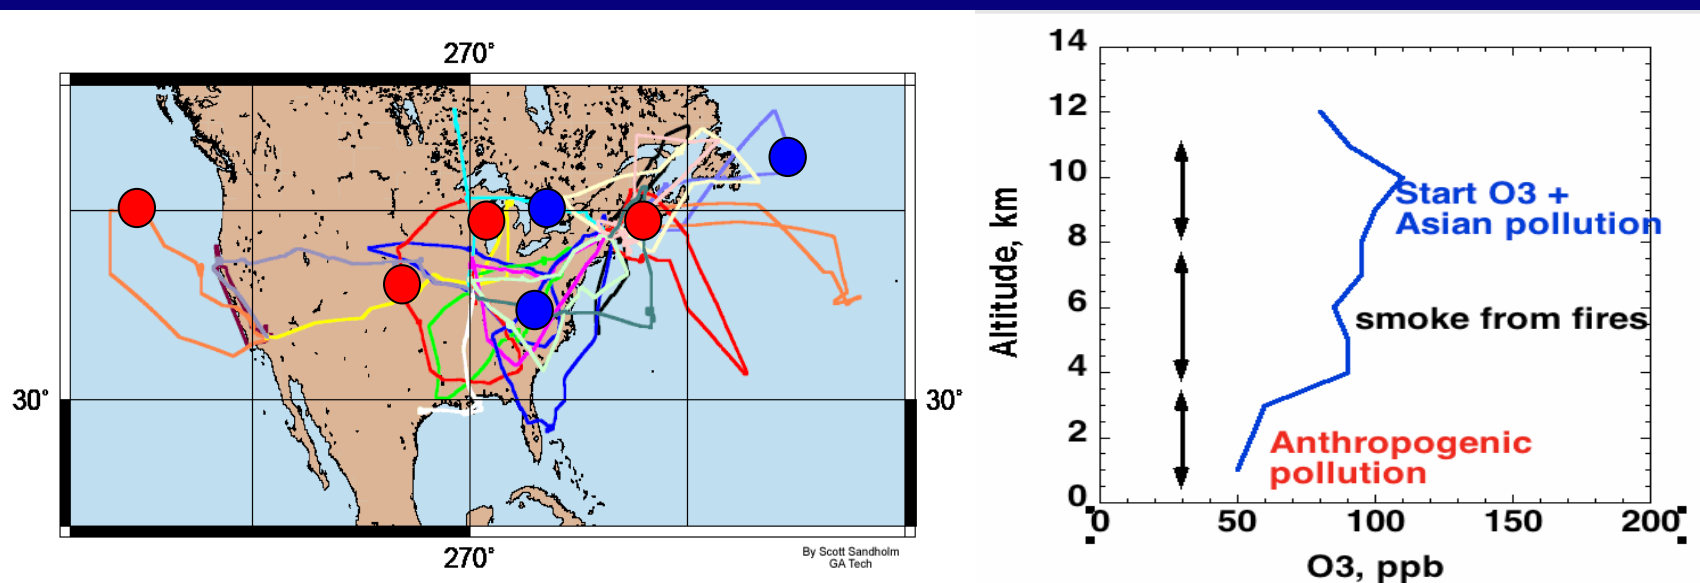 270°
30°
30°
270°
By Scott Sandholm
GA Tech
14
12
10
8
6
4
2
0
Altitude, km
Start O3 +
Asian pollution
smoke from fires
Anthropogenic
pollution
0 50 100 150 200
O3, ppb